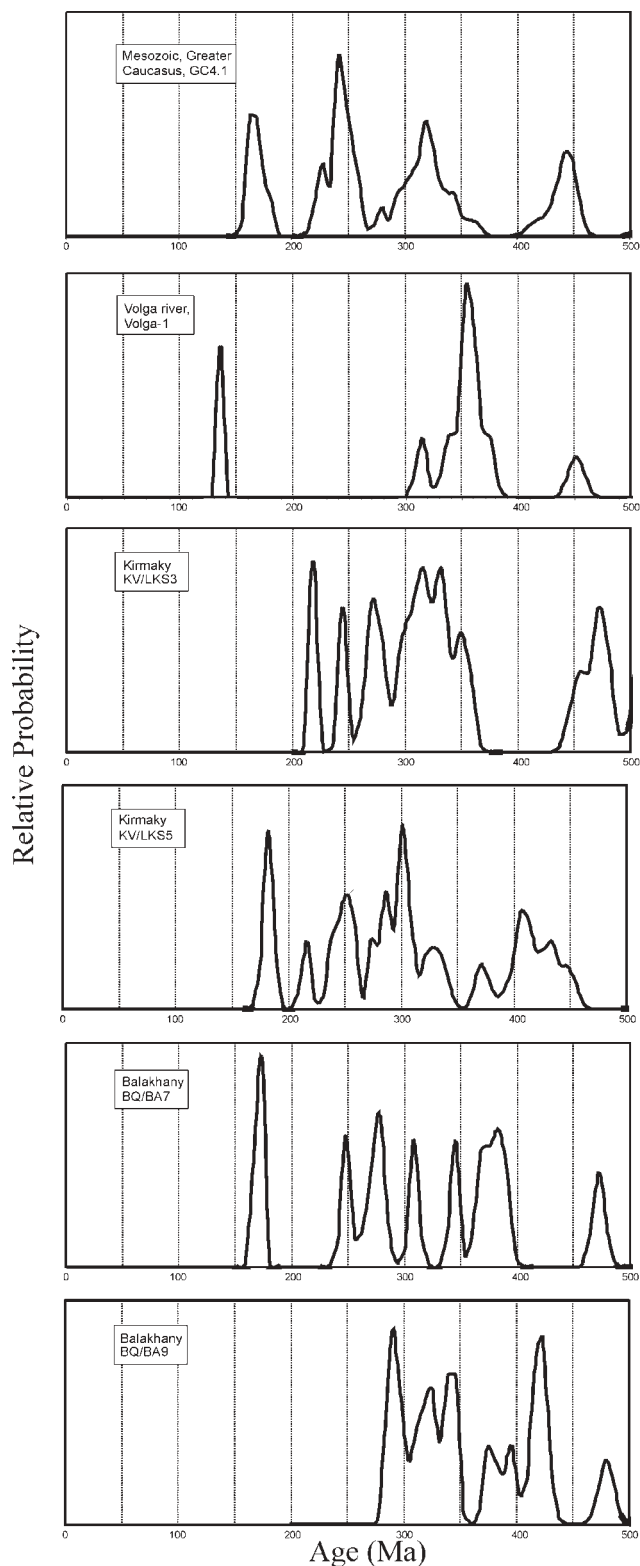 Mesozoic, Greater
Caucasus, GC4.1
0 100 200 300 400 500
Volga river,
Volga-1
0 100 200 300 400 500
Kirmaky
KV/LKS3
0 100 200 300 400 500
Relative Probability
Kirmaky
KV/LKS5
0 100 200 300 400 500
Balakhany
BQ/BA7
0 100 200 300 400 500
Balakhany
BQ/BA9
0 100 200 300 400 500
Age (Ma)